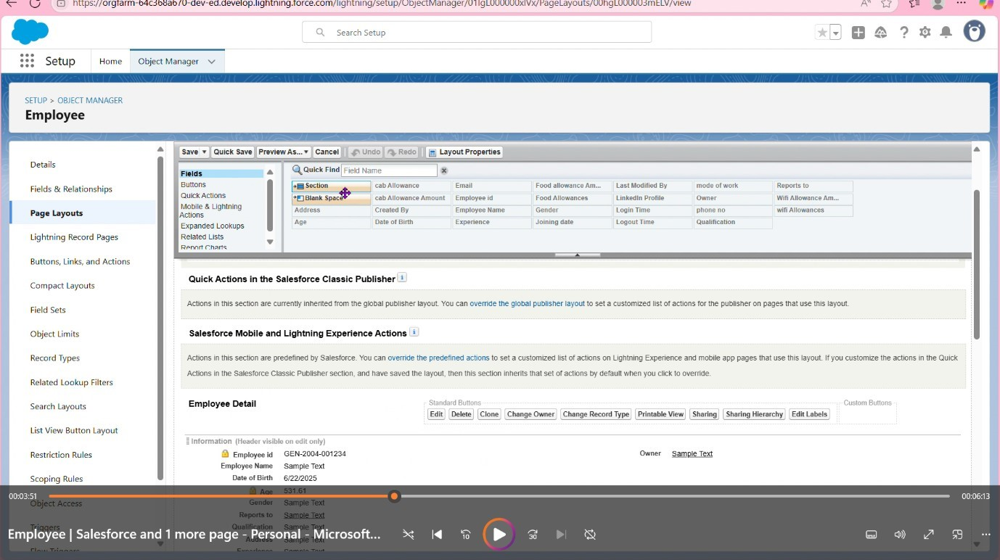 https://orgfarm-64c368a670-dev-ed.develop.lightning.force.com/lightning/setup/ObjectManager/01IgL000000xlVx/PageLayouts/00hgL000003mELV/view
Search Setup
Setup
Home
Object Manager
SETUP > OBJECT MANAGER
Employee
Details
Fields & Relationships
Page Layouts
Lightning Record Pages
Buttons, Links, and Actions
Compact Layouts
Field Sets
Object Limits
Record Types
Related Lookup Filters
Search Layouts
List View Button Layout
Restriction Rules
Scoping Rules
Object Access
Triggers
Flow Triggers
Save Quick Save Preview As... Cancel Undo Redo Layout Properties
Fields
Buttons
Quick Actions
Mobile & Lightning
Actions
Expanded Lookups
Related Lists
Report Charts
Quick Find Field Name
Section cab Allowance Email Food allowance Am... Last Modified By mode of work Reports to
Blank Space cab Allowance Amount Employee id Food Allowances LinkedIn Profile Owner Wifi Allowance Am...
Address Created By Employee Name Gender Login Time phone no wifi Allowances
Age Date of Birth Experience Joining date Logout Time Qualification
Quick Actions in the Salesforce Classic Publisher
Actions in this section are currently inherited from the global publisher layout. You can override the global publisher layout to set a customized list of actions for the publisher on pages that use this layout.
Salesforce Mobile and Lightning Experience Actions
Actions in this section are predefined by Salesforce. You can override the predefined actions to set a customized list of actions on Lightning Experience and mobile app pages that use this layout. If you customize the actions in the Quick
Actions in the Salesforce Classic Publisher section, and have saved the layout, then this section inherits that set of actions by default when you click to override.
Employee Detail
Standard Buttons
Edit Delete Clone Change Owner Change Record Type Printable View Sharing Sharing Hierarchy Edit Labels
Custom Buttons
Information (Header visible on edit only)
Employee id GEN-2004-001234
Owner Sample Text
Employee Name Sample Text
Date of Birth 6/22/2025
Age 531.61
Gender Sample Text
Reports to Sample Text
Qualification Sample Text
Address Sample Text
Experience Sample Text
00:03:51
00:06:13
Employee | Salesforce and 1 more page - Personal - Microsoft...
10
30